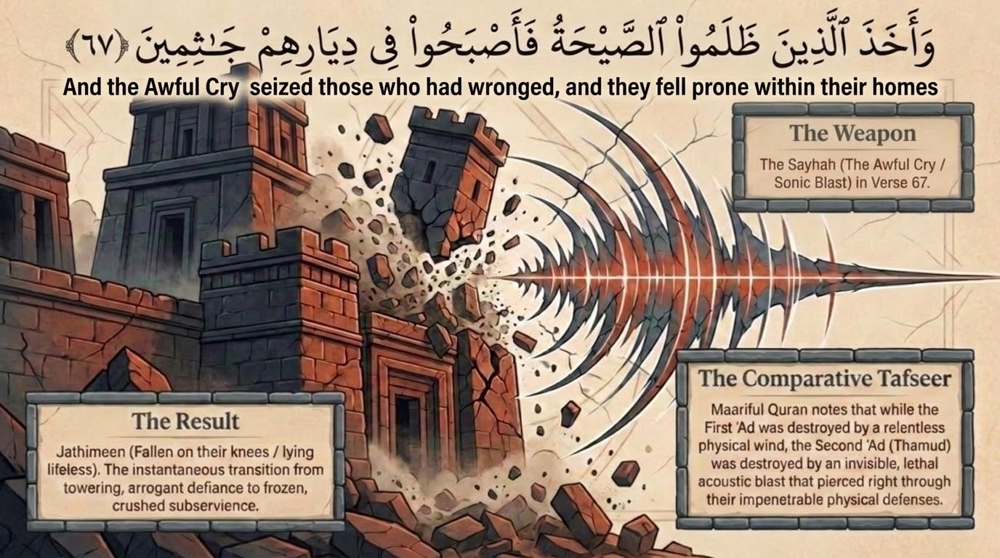 وَأَخَذَ ٱلَّذِينَ ظَلَمُوا۟ ٱلصَّيْحَةُ فَأَصْبَحُوا۟ فِى دِيَارِهِمْ جَـٰثِمِينَ ﴿٦٧﴾
And the Awful Cry seized those who had wronged, and they fell prone within their homes
The Weapon
The Sayhah (The Awful Cry /
Sonic Blast) in Verse 67.
The Comparative Tafseer
Maariful Quran notes that while the
First 'Ad was destroyed by a relentless
physical wind, the Second 'Ad (Thamud)
was destroyed by an invisible, lethal
acoustic blast that pierced right through
their impenetrable physical defenses.
The Result
Jathimeen (Fallen on their knees / lying
lifeless). The instantaneous transition from
towering, arrogant defiance to frozen,
crushed subservience.